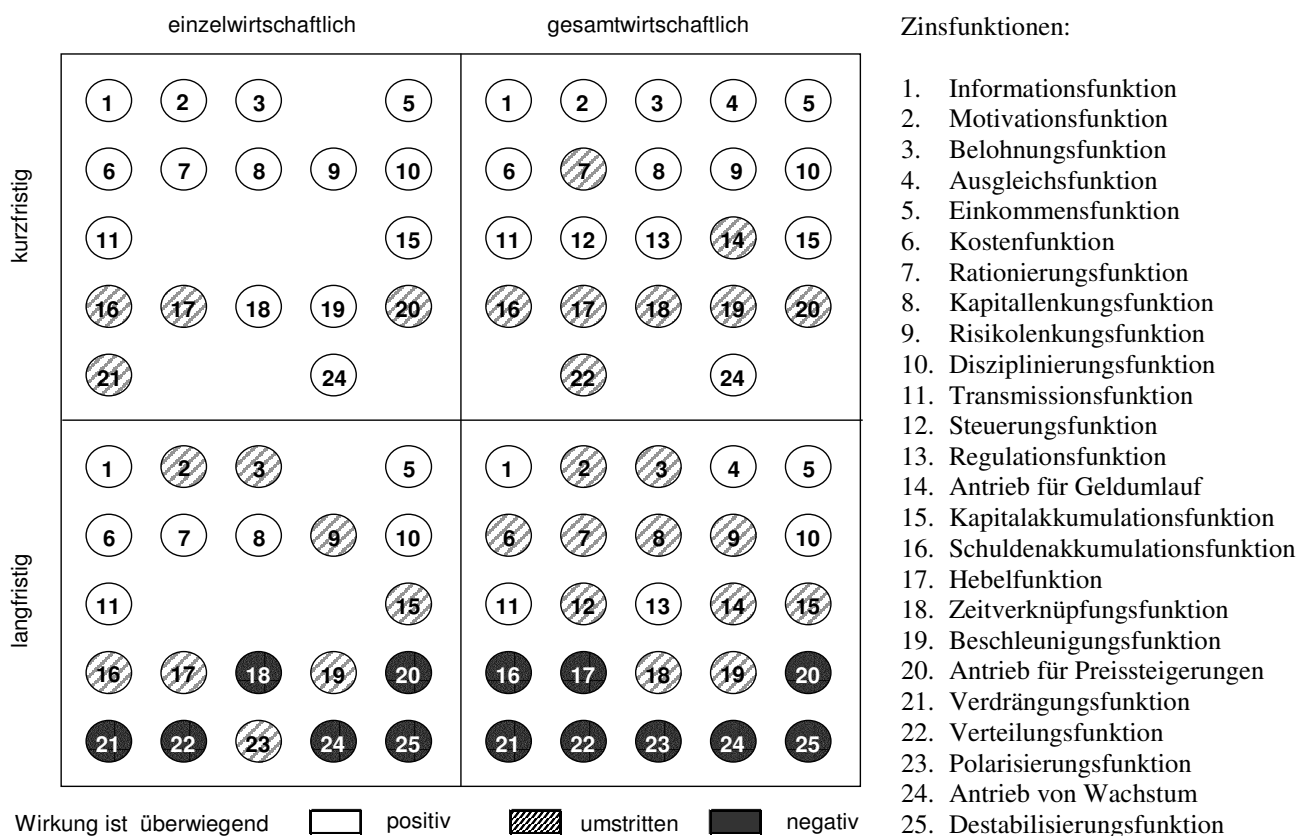 einzelwirtschaftlich gesamtwirtschaftlich
kurzfristig
1 2 3 5 1 2 3 4 5
6 7 8 9 10 6 7 8 9 10
11 15 11 12 13 14 15
16 17 18 19 20 16 17 18 19 20
21 24 22 24
langfristig
1 2 3 5 1 2 3 4 5
6 7 8 9 10 6 7 8 9 10
11 15 11 12 13 14 15
16 17 18 19 20 16 17 18 19 20
21 22 23 24 25 21 22 23 24 25
Wirkung ist überwiegend positiv umstritten negativ
Zinsfunktionen:
1. Informationsfunktion
2. Motivationsfunktion
3. Belohnungsfunktion
4. Ausgleichsfunktion
5. Einkommensfunktion
6. Kostenfunktion
7. Rationierungsfunktion
8. Kapitallenkungsfunktion
9. Risikolenkungsfunktion
10. Disziplinierungsfunktion
11. Transmissionsfunktion
12. Steuerungsfunktion
13. Regulationsfunktion
14. Antrieb für Geldumlauf
15. Kapitalakkumulationsfunktion
16. Schuldenakkumulationsfunktion
17. Hebelfunktion
18. Zeitverknüpfungsfunktion
19. Beschleunigungsfunktion
20. Antrieb für Preissteigerungen
21. Verdrängungsfunktion
22. Verteilungsfunktion
23. Polarisierungsfunktion
24. Antrieb von Wachstum
25. Destabilisierungsfunktion